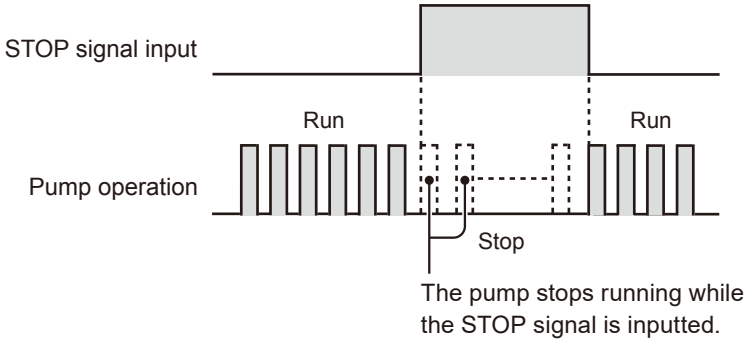 STOP signal input
Run
Run
Pump operation
Stop
The pump stops running while
the STOP signal is inputted.